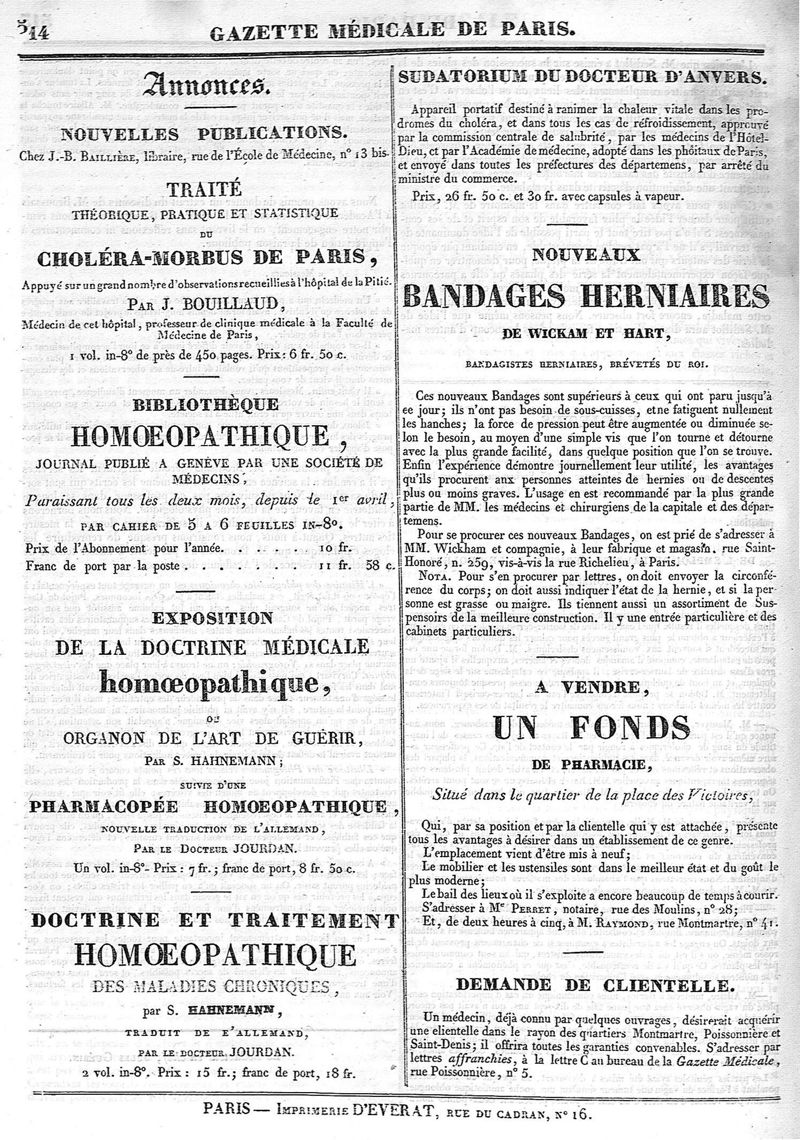 514
GAZETTE MÉDICALE DE PARIS.
Annonces.
NOUVELLES PUBLICATIONS.
Chez J.-B. BAILLIÈRE, libraire, rue de l'École de Médecine, n° 13 bis.
TRAITÉ
THÉORIQUE, PRATIQUE ET STATISTIQUE
DU
CHOLÉRA-MORBUS DE PARIS,
Appuyé sur un grand nombre d'observations recueillies à l'hôpital de la Pitié.
PAR J. BOUILLAUD,
Médecin de cet hôpital, professeur de clinique médicale à la Faculté de
Médecine de Paris,
1 vol. in-8° de près de 450 pages. Prix: 6 fr. 50 c.
BIBLIOTHÈQUE
HOMŒOPATHIQUE,
JOURNAL PUBLIÉ A GENÈVE PAR UNE SOCIÉTÉ DE
MÉDECINS;
Paraissant tous les deux mois, depuis le 1er avril,
PAR CAHIER DE 5 A 6 FEUILLES IN-8°.
Prix de l'Abonnement pour l'année. . . . . 10 fr.
Franc de port par la poste . . . . . . 11 fr. 58 c.
EXPOSITION
DE LA DOCTRINE MÉDICALE
homœopathique,
OU
ORGANON DE L'ART DE GUÉRIR,
PAR S. HAHNEMANN;
SUIVIE D'UNE
PHARMACOPÉE HOMŒOPATHIQUE,
NOUVELLE TRADUCTION DE L'ALLEMAND,
PAR LE DOCTEUR JOURDAN.
Un vol. in-8°- Prix: 7 fr.; franc de port, 8 fr. 50 c.
DOCTRINE ET TRAITEMENT
HOMŒOPATHIQUE
DES MALADIES CHRONIQUES,
par S. HAHNEMANN,
TRADUIT DE E'ALLEMAND,
PAR LE DOCTEUR JOURDAN.
2 vol. in-8°. Prix: 15 fr.; franc de port, 18 fr.
SUDATORIUM DU DOCTEUR D'ANVERS.
Appareil portatif destiné à ranimer la chaleur vitale dans les pro-
dromes du choléra, et dans tous les cas de réfroidissement, approuvé
par la commission centrale de salubrité, par les médecins de l'Hôtel-
Dieu, et par l'Académie de médecine, adopté dans les phôitaux de Paris,
et envoyé dans toutes les préfectures des départemens, par arrêté du
ministre du commerce.
Prix, 26 fr. 50 c. et 30 fr. avec capsules à vapeur.
NOUVEAUX
BANDAGES HERNIAIRES
DE WICKAM ET HART,
BANDAGISTES HERNIAIRES, BRÉVETÉS DU ROI.
Ces nouveaux Bandages sont supérieurs à ceux qui ont paru jusqu'à
ee jour; ils n'ont pas besoin de sous-cuisses, et ne fatiguent nullement
les hanches; la force de pression peut être augmentée ou diminuée se-
lon le besoin, au moyen d'une simple vis que l'on tourne et détourne
avec la plus grande facilité, dans quelque position que l'on se trouve.
Enfin l'expérience démontre journellement leur utilité, les avantages
qu'ils procurent aux personnes atteintes de hernies ou de descentes
plus ou moins graves. L'usage en est recommandé par la plus grande
partie de MM. les médecins et chirurgiens de la capitale et des dépar-
temens.
Pour se procurer ces nouveaux Bandages, on est prié de s'adresser à
MM. Wickham et compagnie, à leur fabrique et magasin, rue Saint-
Honoré, n. 259, vis-à-vis la rue Richelieu, à Paris.
NOTA. Pour s'en procurer par lettres, on doit envoyer la circonfé-
rence du corps; on doit aussi indiquer l'état de la hernie, et si la per-
sonne est grasse ou maigre. Ils tiennent aussi un assortiment de Sus-
pensoirs de la meilleure construction. Il y une entrée particulière et des
cabinets particuliers.
A VENDRE,
UN FONDS
DE PHARMACIE,
Situé dans le quartier de la place des Victoires,
Qui, par sa position et par la clientelle qui y est attachée, présente
tous les avantages à désirer dans un établissement de ce genre.
L'emplacement vient d'être mis à neuf;
Le mobilier et les ustensiles sont dans le meilleur état et du goût le
plus moderne;
Le bail des lieux où il s'exploite a encore beaucoup de temps à courir.
S'adresser à Me PERRET, notaire, rue des Moulins, n° 28;
Et, de deux heures à cinq, à M. RAYMOND, rue Montmartre, n° 41.
DEMANDE DE CLIENTELLE.
Un médecin, déjà connu par quelques ouvrages, désirerait acquérir
une clientelle dans le rayon des quartiers Montmartre, Poissonnière et
Saint-Denis; il offrira toutes les garanties convenables. S'adresser par
lettres affranchies, à la lettre C au bureau de la Gazette Médicale,
rue Poissonnière, n° 5.
PARIS — IMPRIMERIE D'EVERAT, RUE DU CADRAN, N° 16.